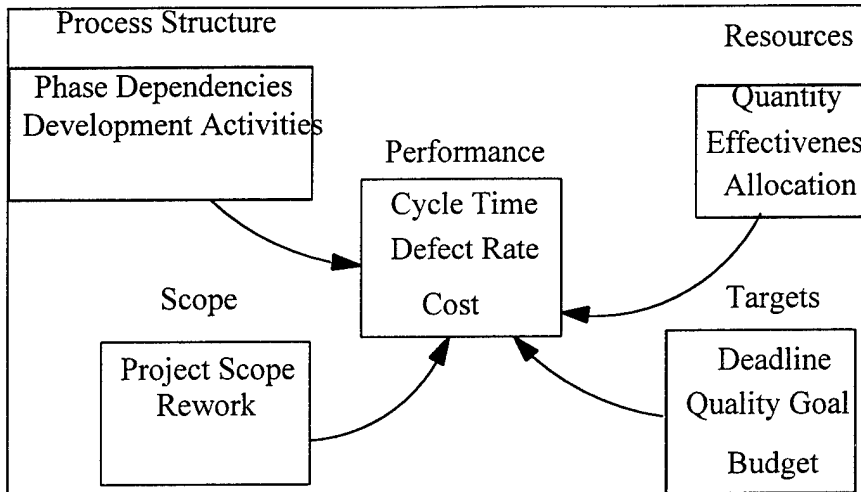 Process Structure
Phase Dependencies
Development Activities
Resources
Quantity
Effectivenes
Allocation
Performance
Cycle Time
Defect Rate
Cost
Scope
Project Scope
Rework
Targets
Deadline
Quality Goal
Budget